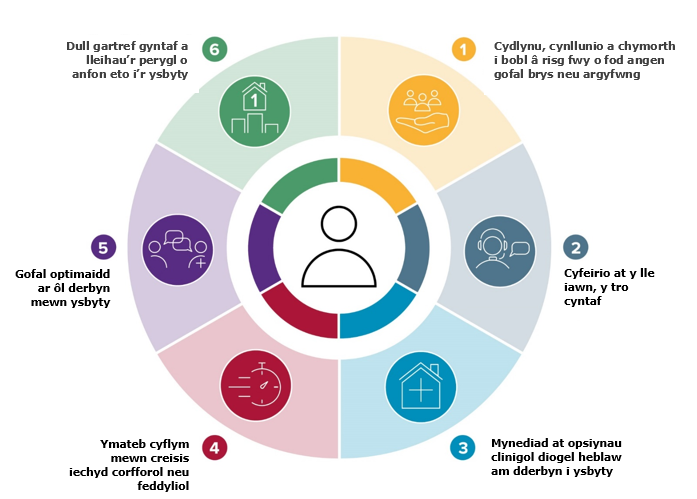 1
Cydlynu, cynllunio a chymorth
i bobl â risg fwy o fod angen
gofal brys neu argyfwng
2
Cyfeirio at y lle
iawn, y tro
cyntaf
3
Mynediad at opsiynau
clinigol diogel heblaw
am dderbyn i ysbyty
4
Ymateb cyflym
mewn creisis
iechyd corfforol neu
feddyliol
5
Gofal optimaidd
ar ôl derbyn
mewn ysbyty
6
Dull gartref gyntaf a
lleihau’r perygl o
anfon eto i’r ysbyty
1